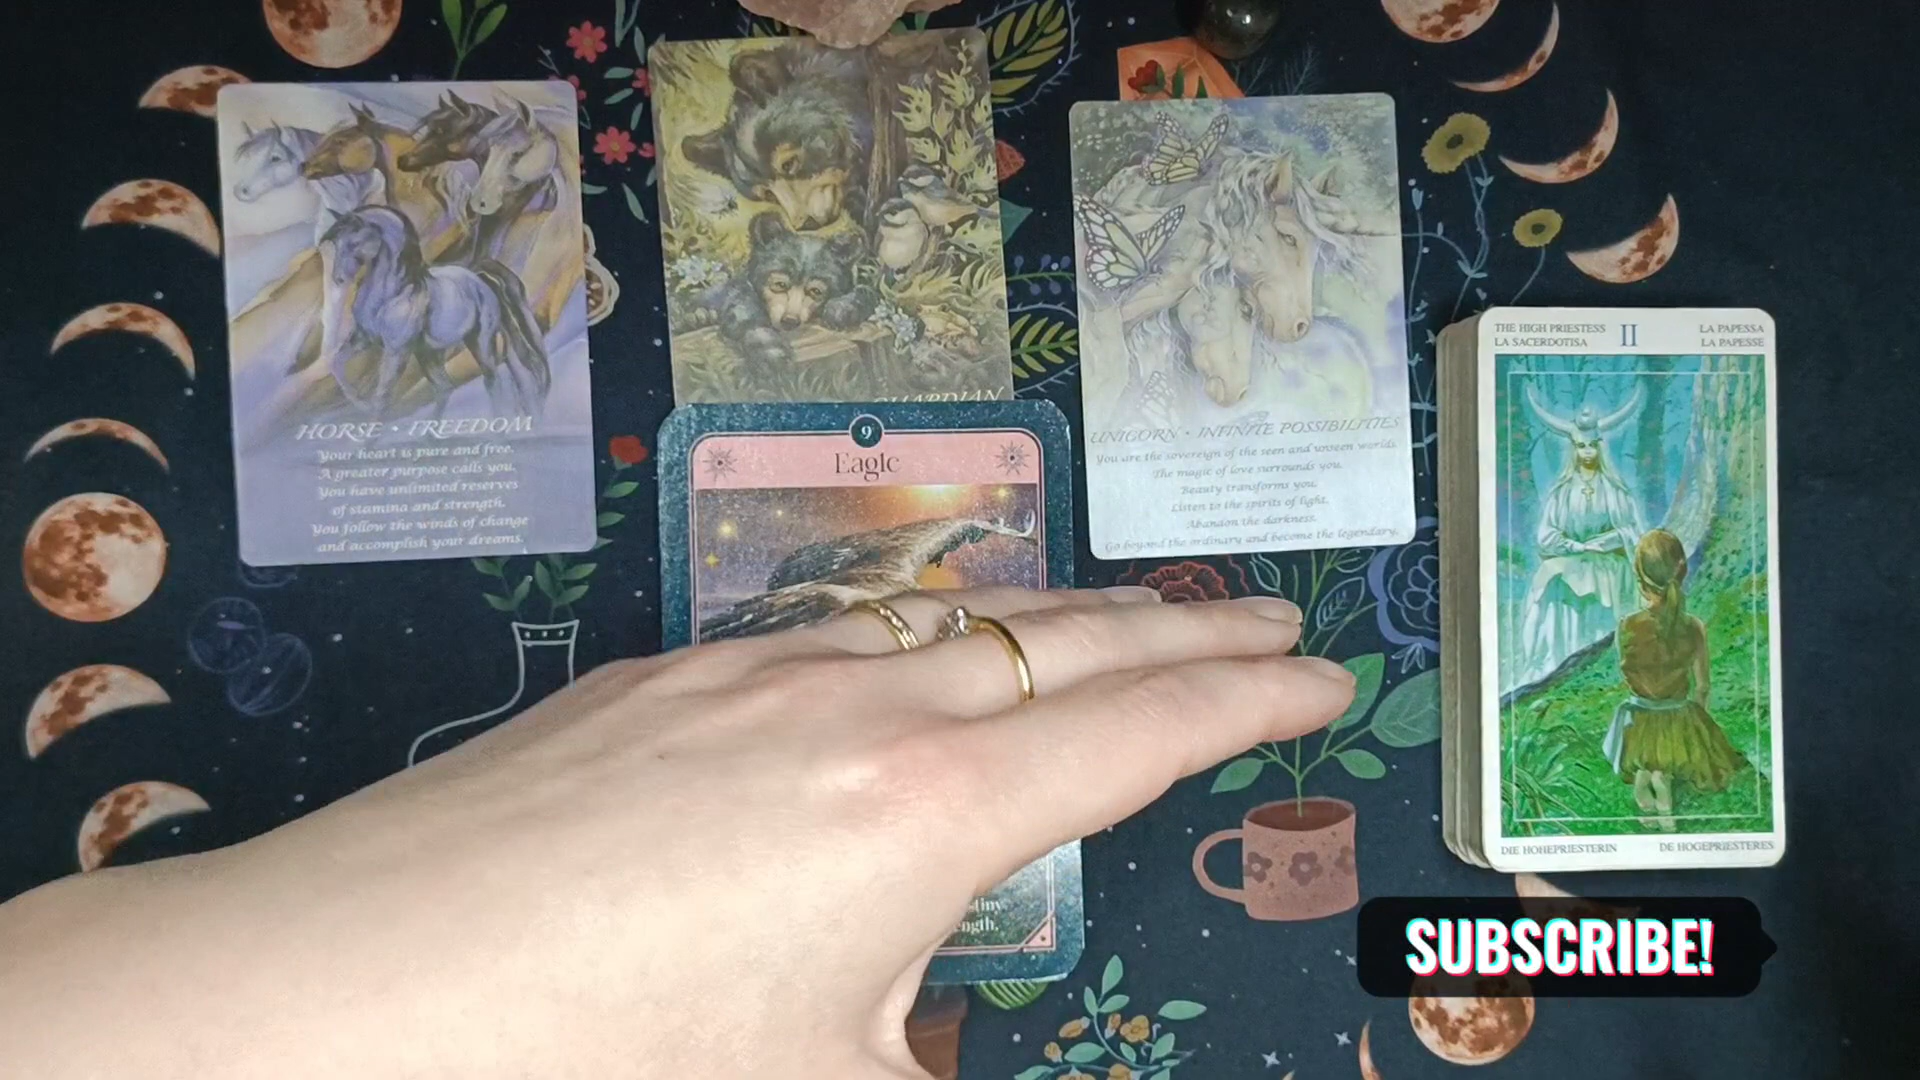 HORSE • FREEDOM
Your heart is pure and free.
A greater purpose calls you.
You have unlimited reserves
of stamina and strength.
You follow the winds of change
and accomplish your dreams.
GUARDIAN
9
Eagle
UNICORN • INFINITE POSSIBILITIES
You are the sovereign of the seen and unseen worlds.
The magic of love surrounds you.
Beauty transforms you.
Listen to the spirits of light.
Abandon the darkness.
Go beyond the ordinary and become the legendary.
THE HIGH PRIESTESS II LA PAPESSA
LA SACERDOTISA LA PAPESSE
DIE HOHEPRIESTERIN DE HOGEPRIESTERES
SUBSCRIBE!